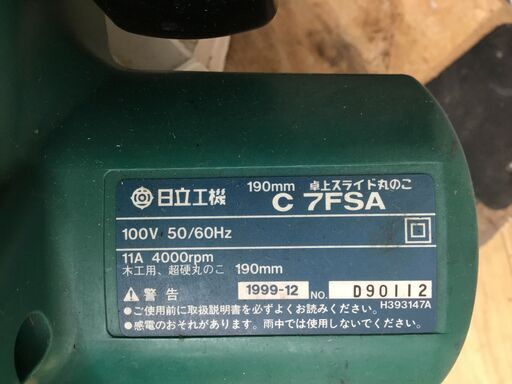 日立工機 190mm 卓上スライド丸のこ
C 7FSA
100V 50/60Hz
11A 4000rpm
木工用、超硬丸のこ 190mm
警告 1999-12 NO. D90112
H393147A
●ご使用前に取扱説明書を必ずよくお読みください。
●感電のおそれがあります。雨中では使用しないでください。